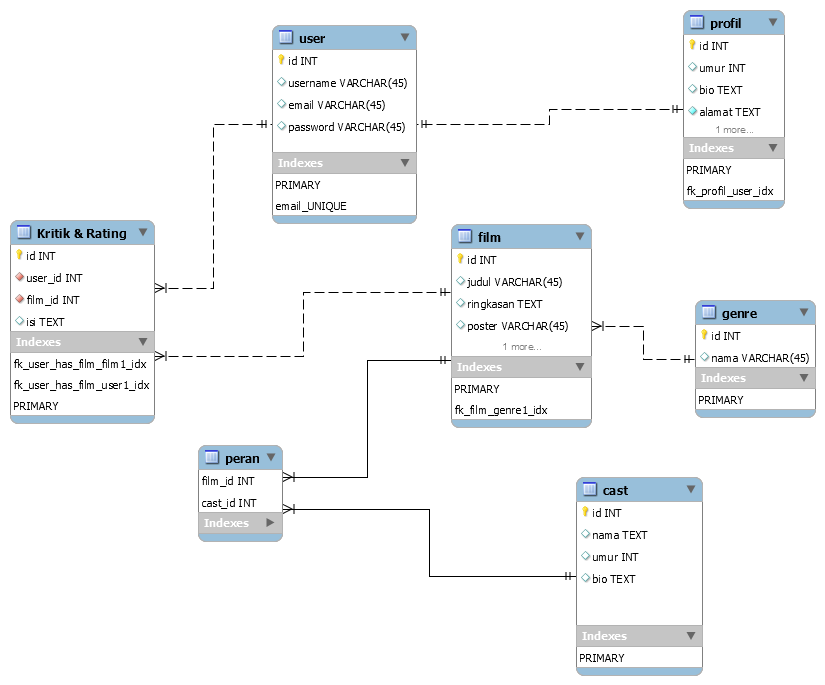 user
id INT
username VARCHAR(45)
email VARCHAR(45)
password VARCHAR(45)
Indexes
PRIMARY
email_UNIQUE
profil
id INT
umur INT
bio TEXT
alamat TEXT
1 more...
Indexes
PRIMARY
fk_profil_user_idx
Kritik & Rating
id INT
user_id INT
film_id INT
isi TEXT
Indexes
fk_user_has_film_film1_idx
fk_user_has_film_user1_idx
PRIMARY
film
id INT
judul VARCHAR(45)
ringkasan TEXT
poster VARCHAR(45)
1 more...
Indexes
PRIMARY
fk_film_genre1_idx
genre
id INT
nama VARCHAR(45)
Indexes
PRIMARY
peran
film_id INT
cast_id INT
Indexes
cast
id INT
nama TEXT
umur INT
bio TEXT
Indexes
PRIMARY